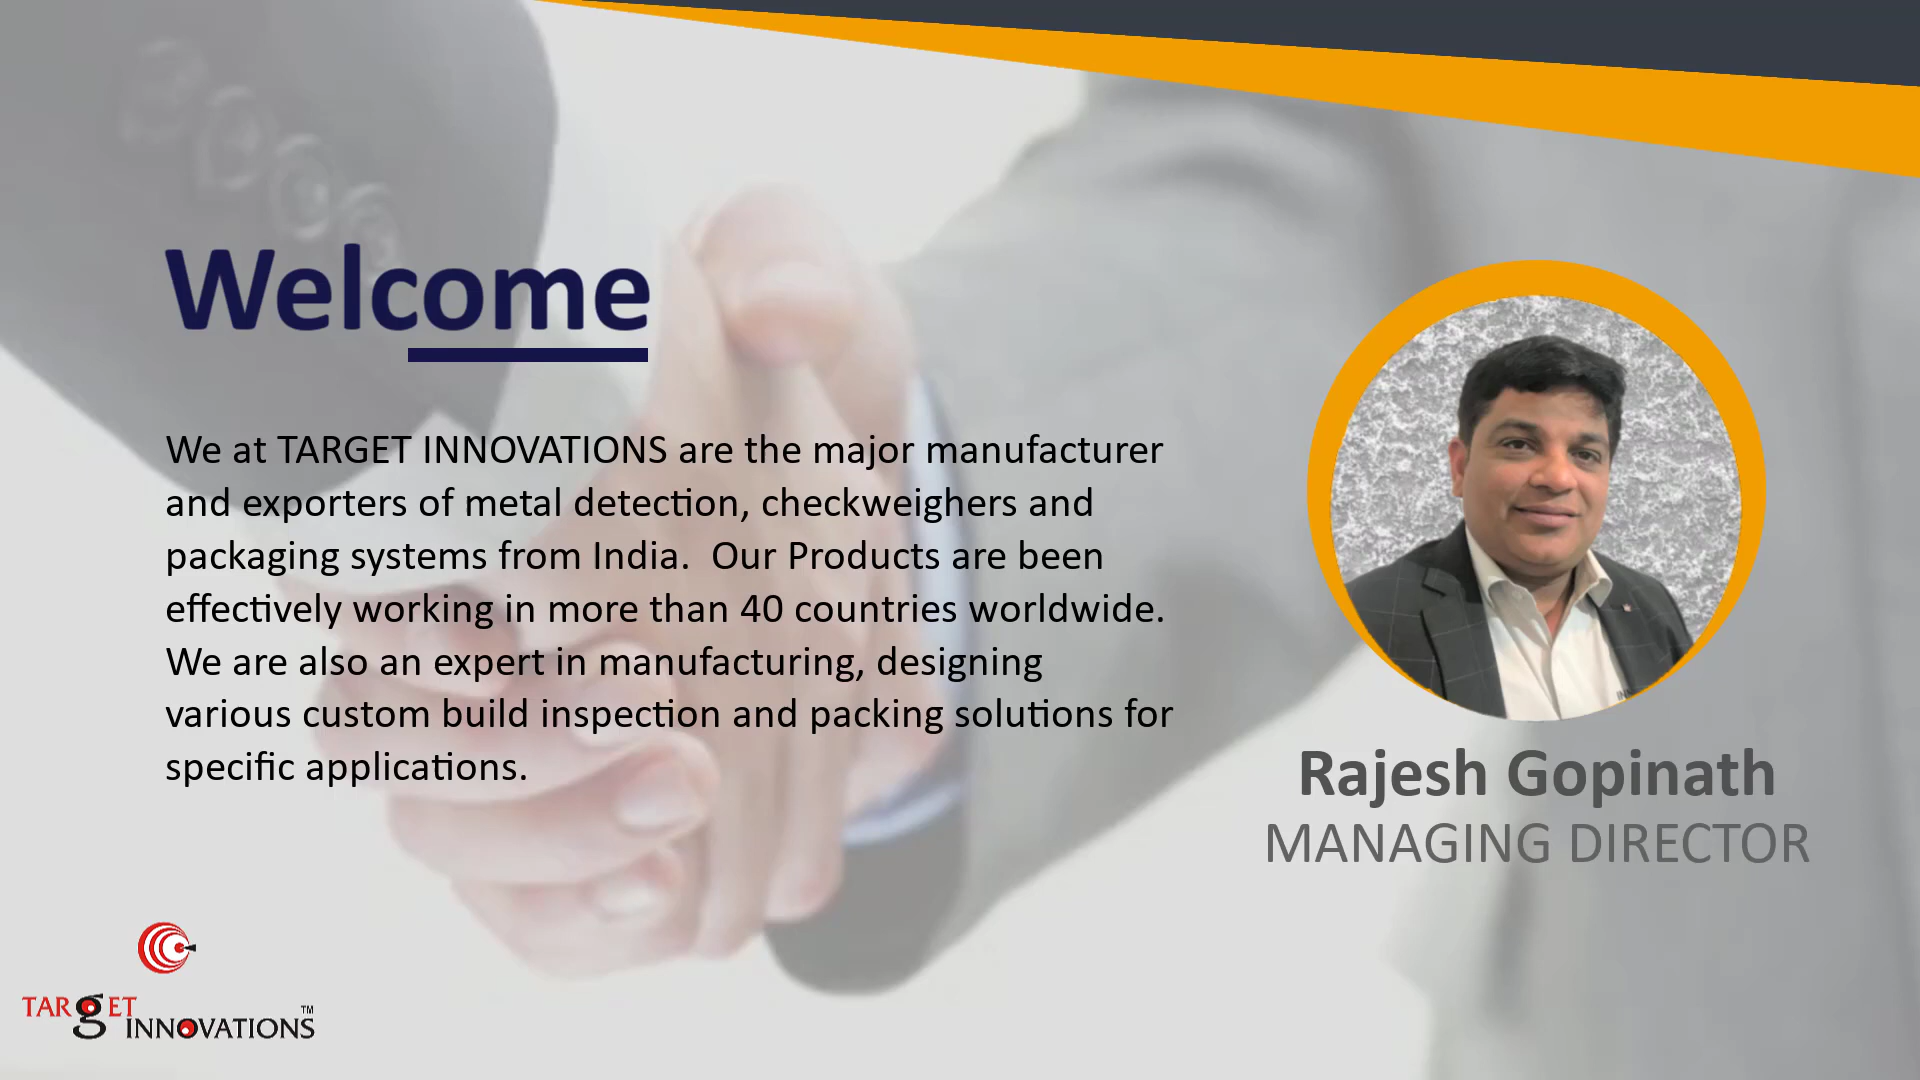 Welcome
We at TARGET INNOVATIONS are the major manufacturer
and exporters of metal detection, checkweighers and
packaging systems from India.  Our Products are been
effectively working in more than 40 countries worldwide.
We are also an expert in manufacturing, designing
various custom build inspection and packing solutions for
specific applications.
Rajesh Gopinath
MANAGING DIRECTOR
TARgET
INNOVATIONS™